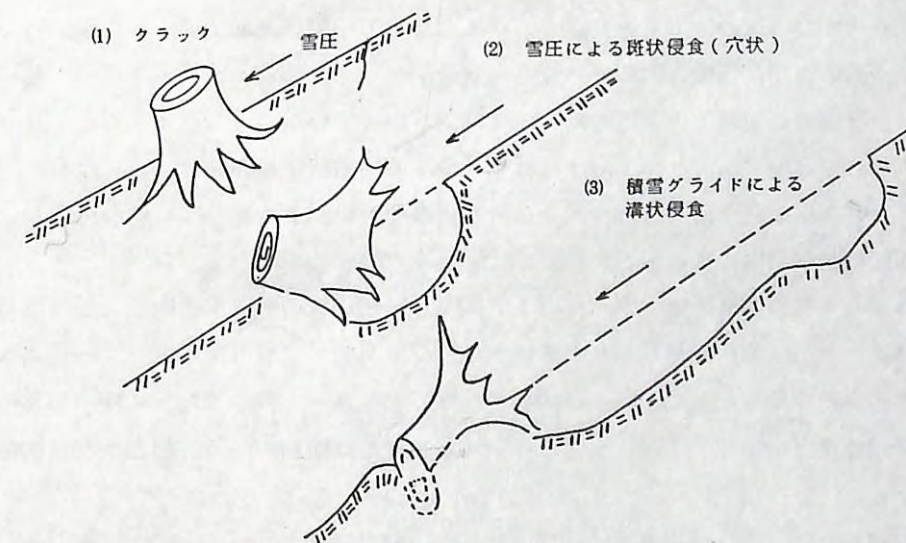 (1) クラック
雪圧
(2) 雪圧による斑状侵食(穴状)
(3) 積雪グライドによる
溝状侵食